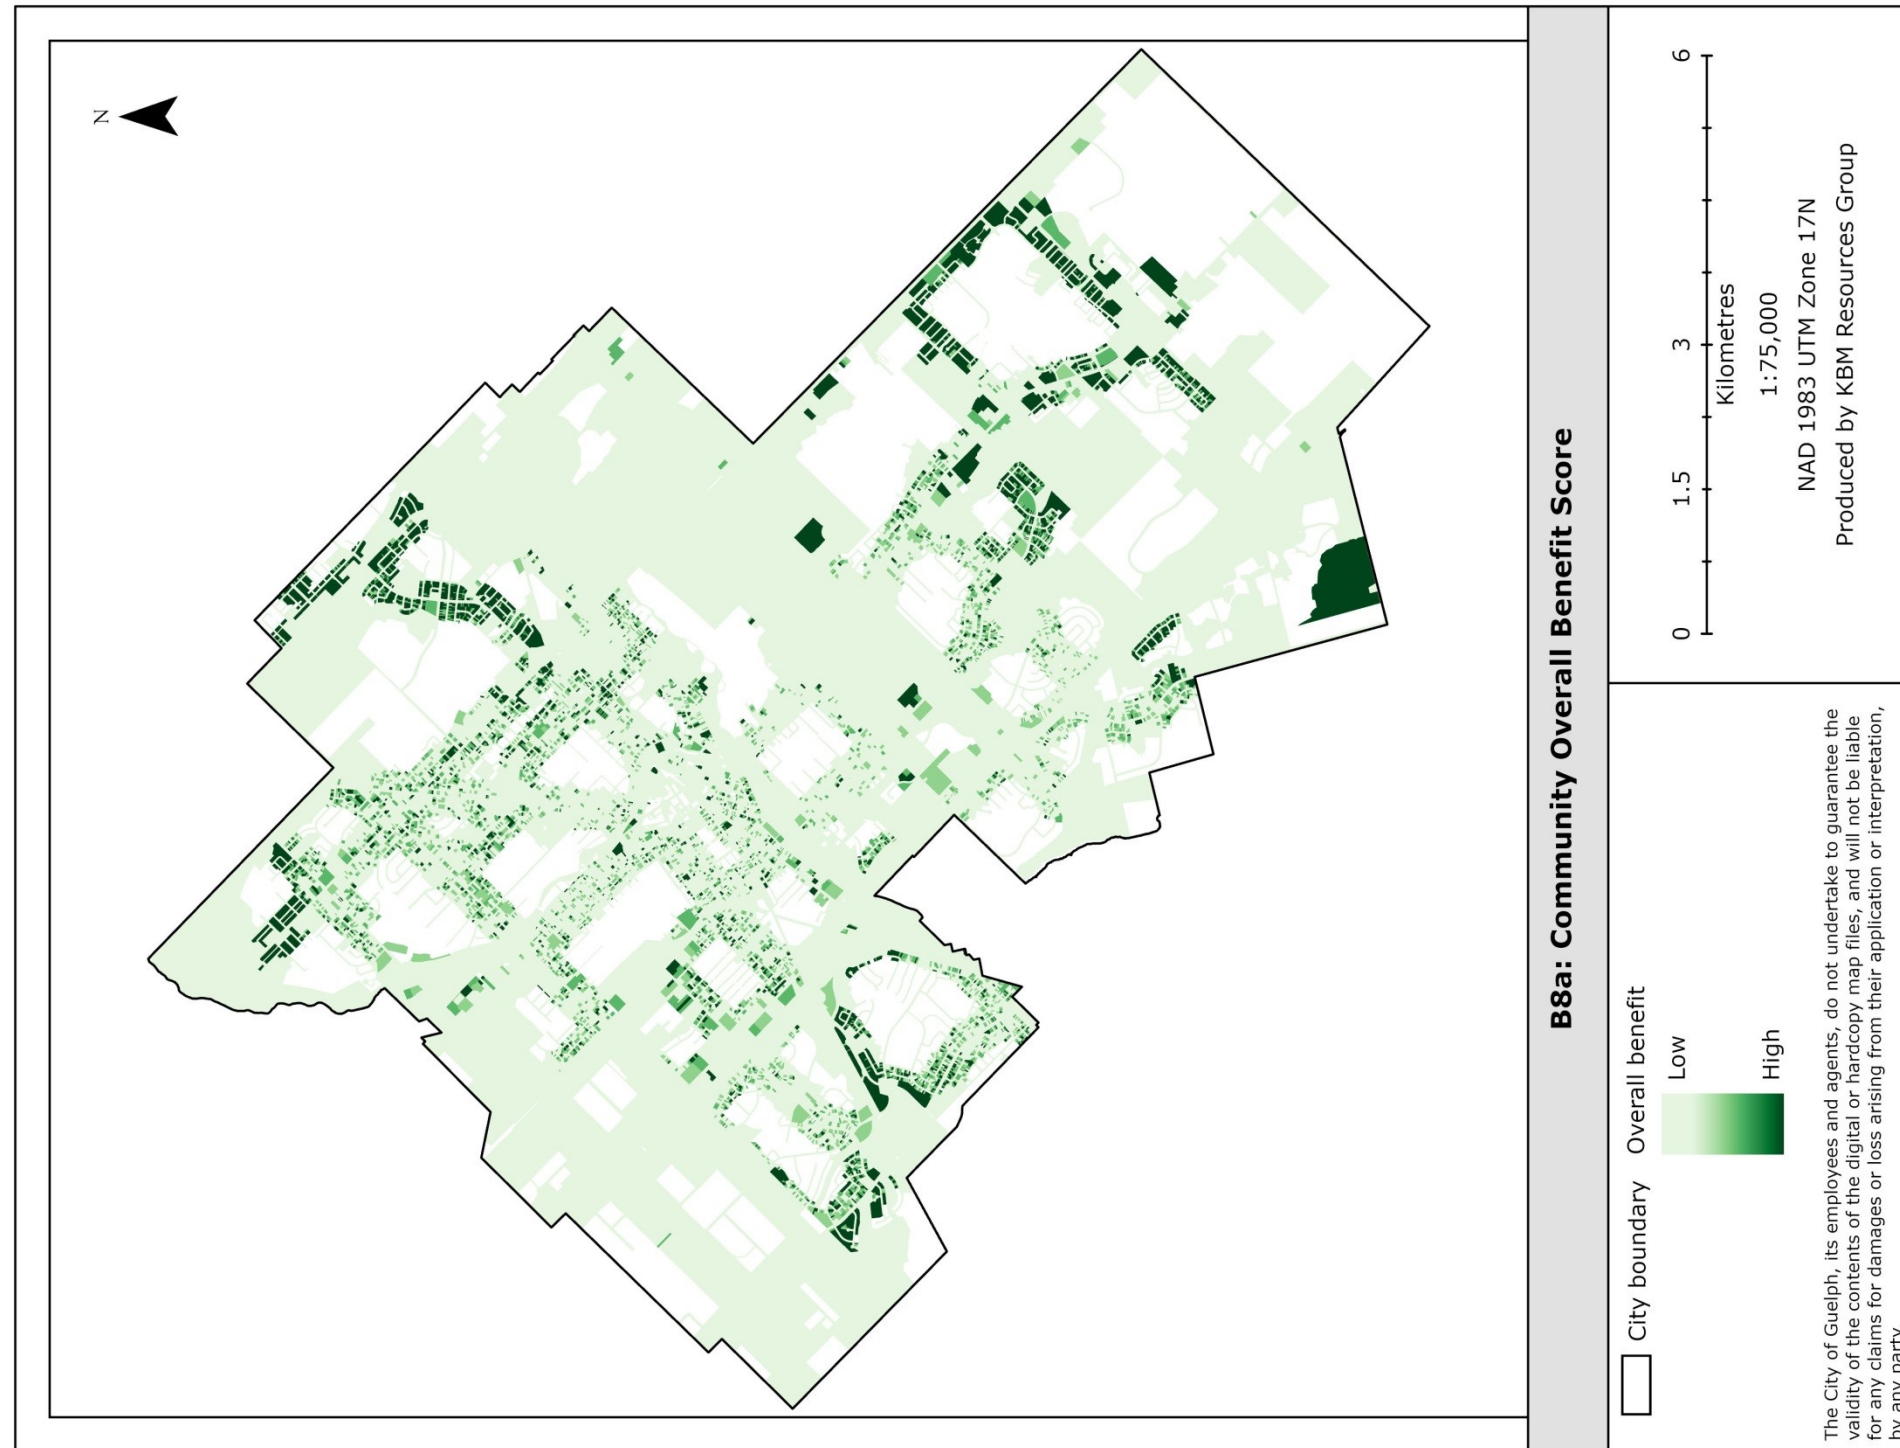 N
B8a: Community Overall Benefit Score
City boundary
Overall benefit
Low
High
0
1.5
3
6
Kilometres
1:75,000
NAD 1983 UTM Zone 17N
Produced by KBM Resources Group
The City of Guelph, its employees and agents, do not undertake to guarantee the
validity of the contents of the digital or hardcopy map files, and will not be liable
for any claims for damages or loss arising from their application or interpretation,
by any party.